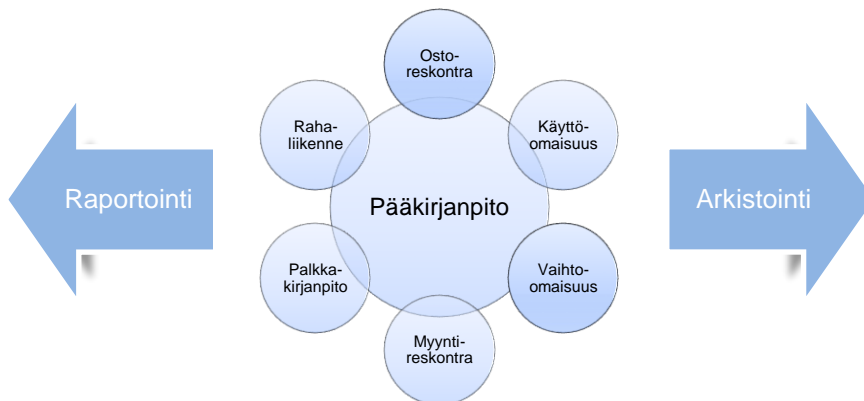 Osto-
reskontra
Raha-
liikenne
Käyttö-
omaisuus
Raportointi
Pääkirjanpito
Arkistointi
Palkka-
kirjanpito
Vaihto-
omaisuus
Myynti-
reskontra